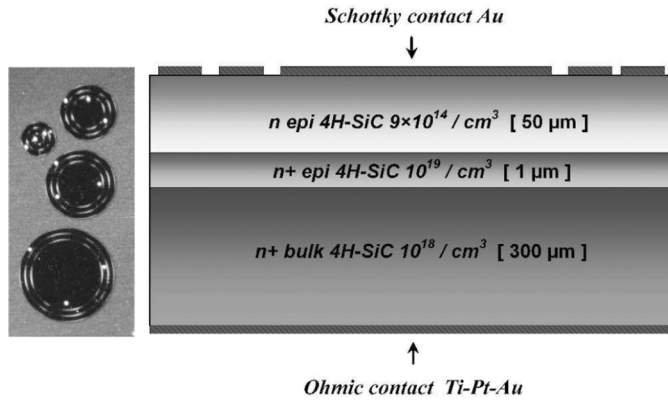 Schottky contact Au
n epi 4H-SiC 9×10¹⁴ / cm³ [ 50 µm ]
n+ epi 4H-SiC 10¹⁹ / cm³ [ 1 µm ]
n+ bulk 4H-SiC 10¹⁸ / cm³ [ 300 µm ]
Ohmic contact Ti-Pt-Au